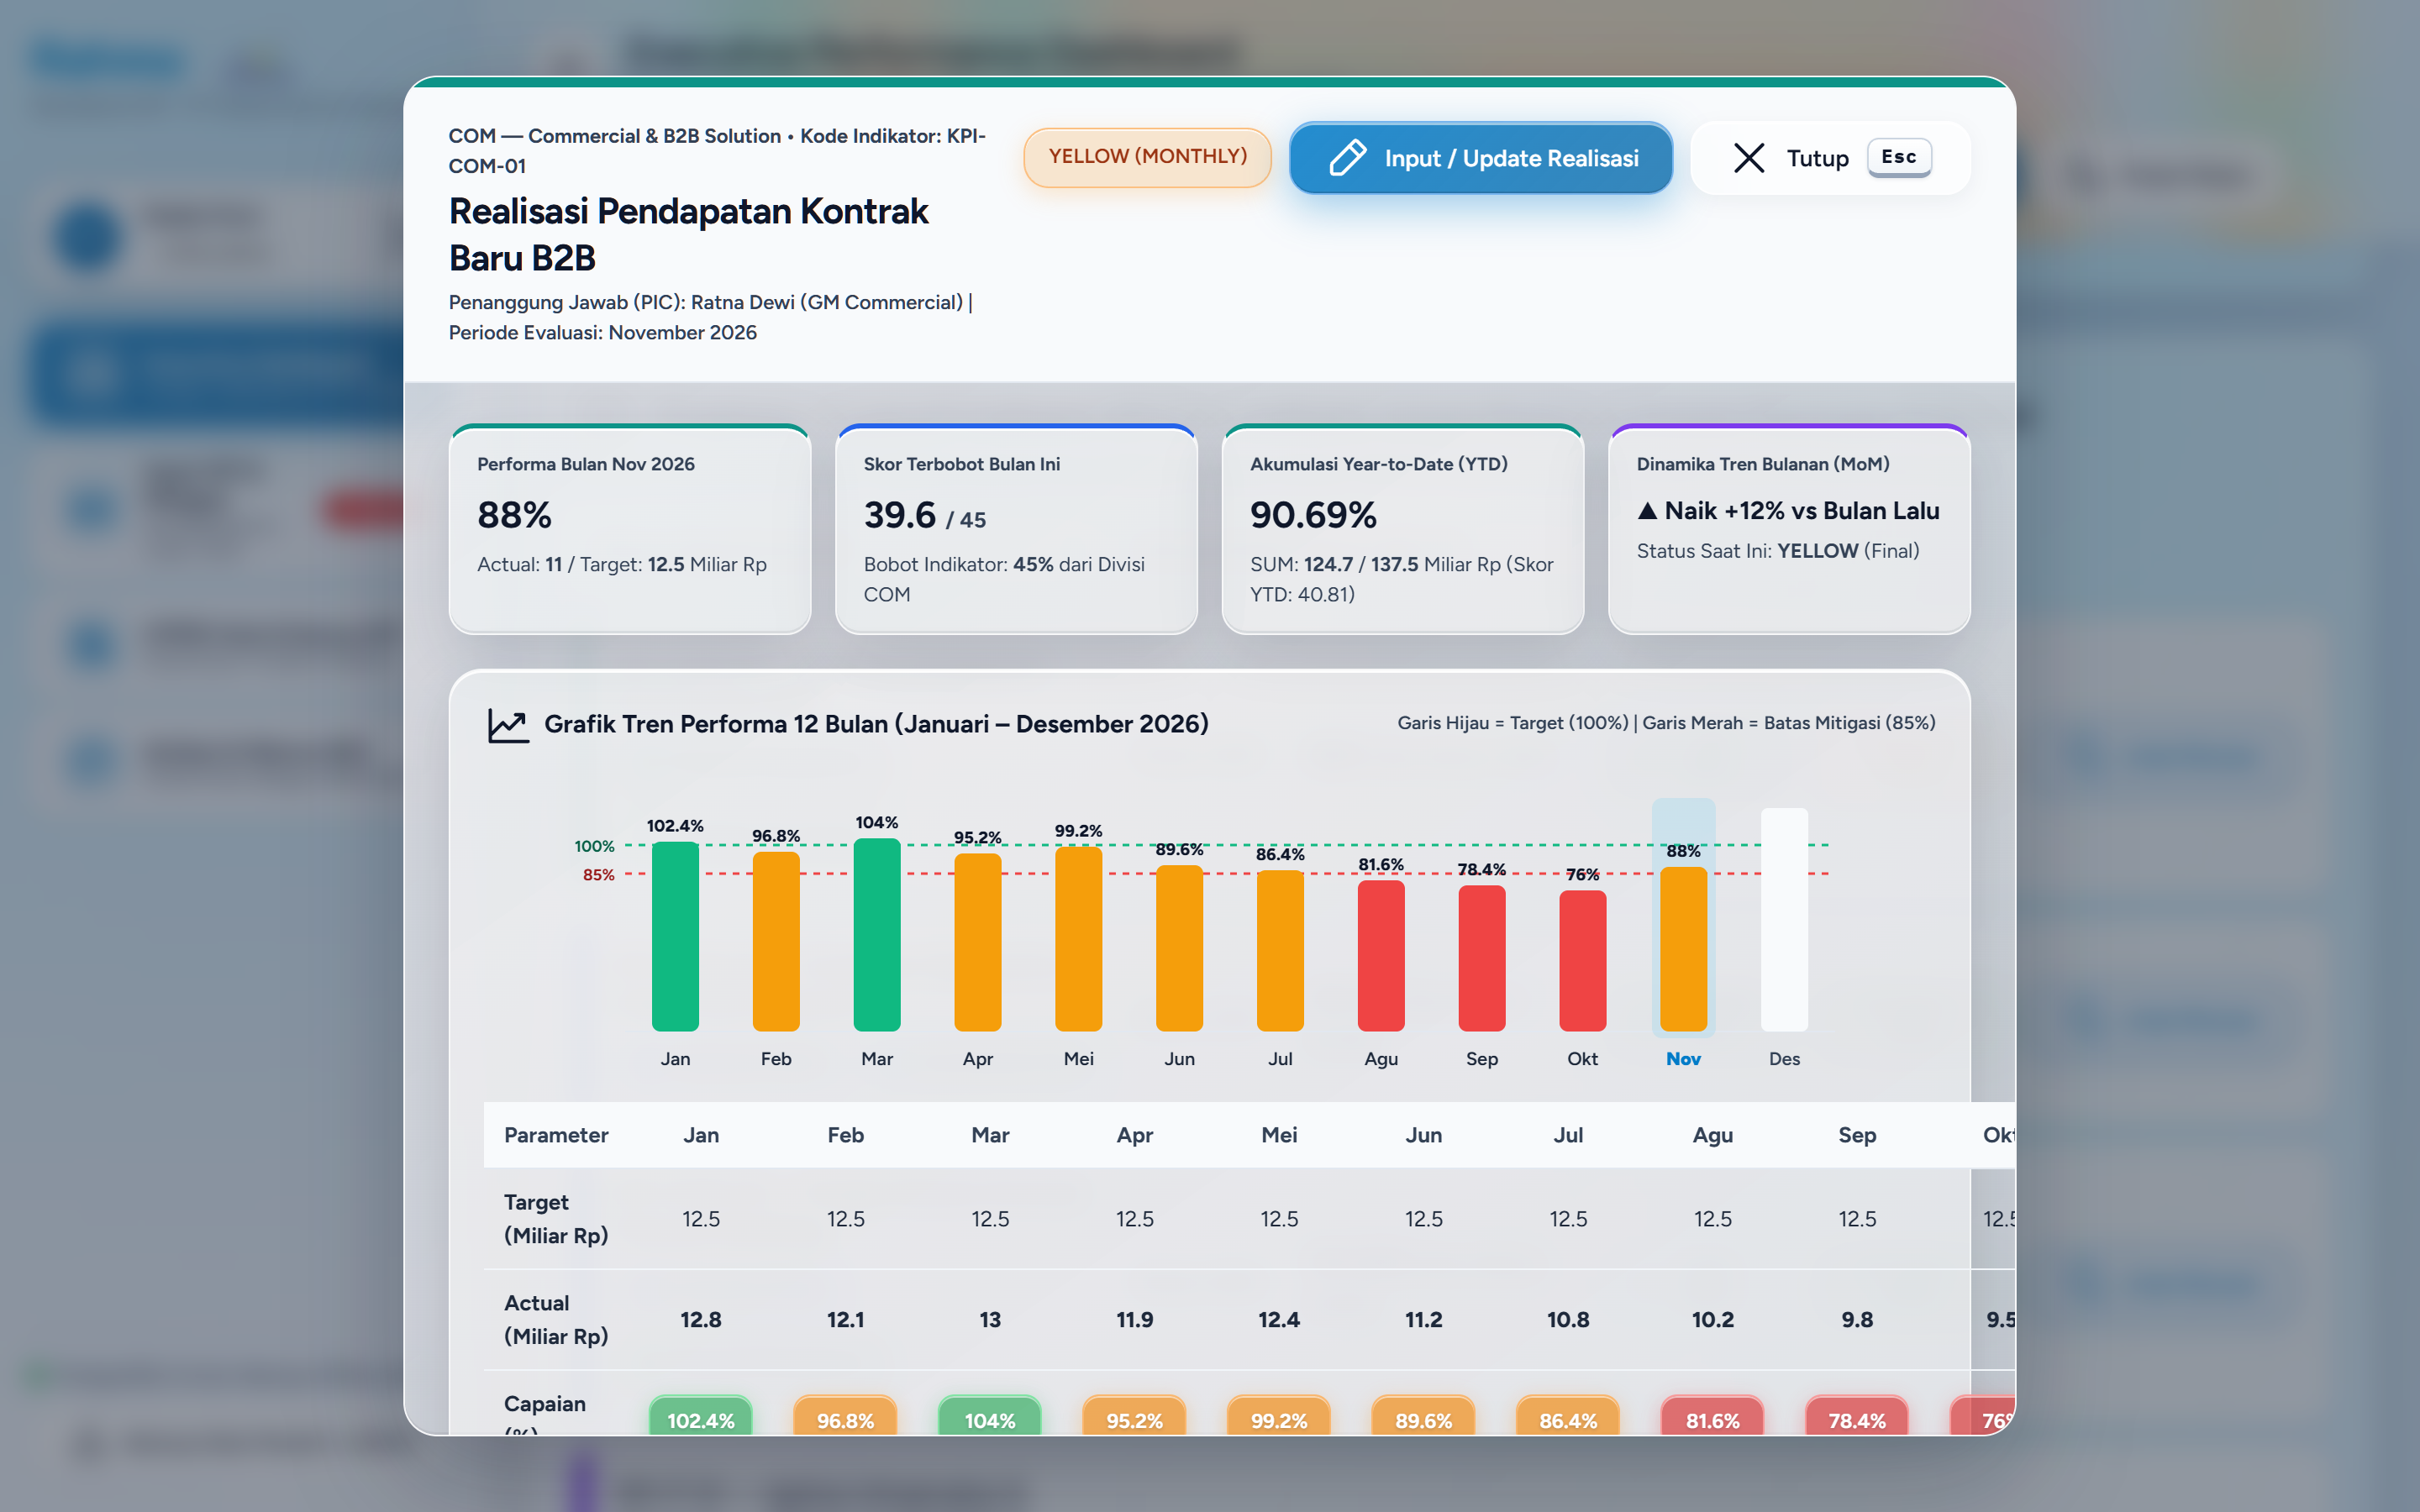 COM — Commercial & B2B Solution • Kode Indikator: KPI-
COM-01
Realisasi Pendapatan Kontrak
Baru B2B
Penanggung Jawab (PIC): Ratna Dewi (GM Commercial) |
Periode Evaluasi: November 2026
YELLOW (MONTHLY)
Input / Update Realisasi
Tutup Esc
Performa Bulan Nov 2026
88%
Actual: 11 / Target: 12.5 Miliar Rp
Skor Terbobot Bulan Ini
39.6 / 45
Bobot Indikator: 45% dari Divisi
COM
Akumulasi Year-to-Date (YTD)
90.69%
SUM: 124.7 / 137.5 Miliar Rp (Skor
YTD: 40.81)
Dinamika Tren Bulanan (MoM)
▲ Naik +12% vs Bulan Lalu
Status Saat Ini: YELLOW (Final)
Grafik Tren Performa 12 Bulan (Januari – Desember 2026)
Garis Hijau = Target (100%) | Garis Merah = Batas Mitigasi (85%)
102.4% 96.8% 104% 95.2% 99.2% 89.6% 86.4% 81.6% 78.4% 76% 88%
100%
85%
Jan Feb Mar Apr Mei Jun Jul Agu Sep Okt Nov Des
Parameter Jan Feb Mar Apr Mei Jun Jul Agu Sep Okt
Target
(Miliar Rp) 12.5 12.5 12.5 12.5 12.5 12.5 12.5 12.5 12.5 12.5
Actual
(Miliar Rp) 12.8 12.1 13 11.9 12.4 11.2 10.8 10.2 9.8 9.5
Capaian
(%) 102.4% 96.8% 104% 95.2% 99.2% 89.6% 86.4% 81.6% 78.4% 76%